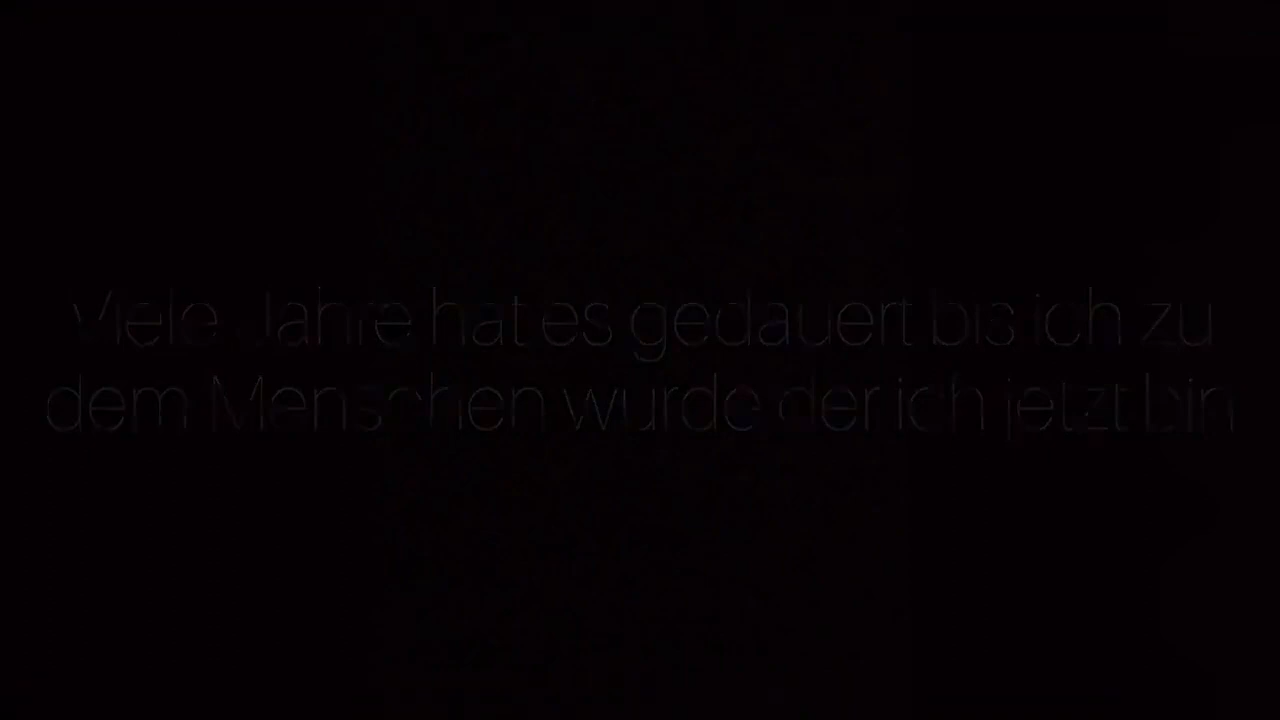 Viele Jahre hat es gedauert bis ich zu
dem Menschen wurde der ich jetzt bin